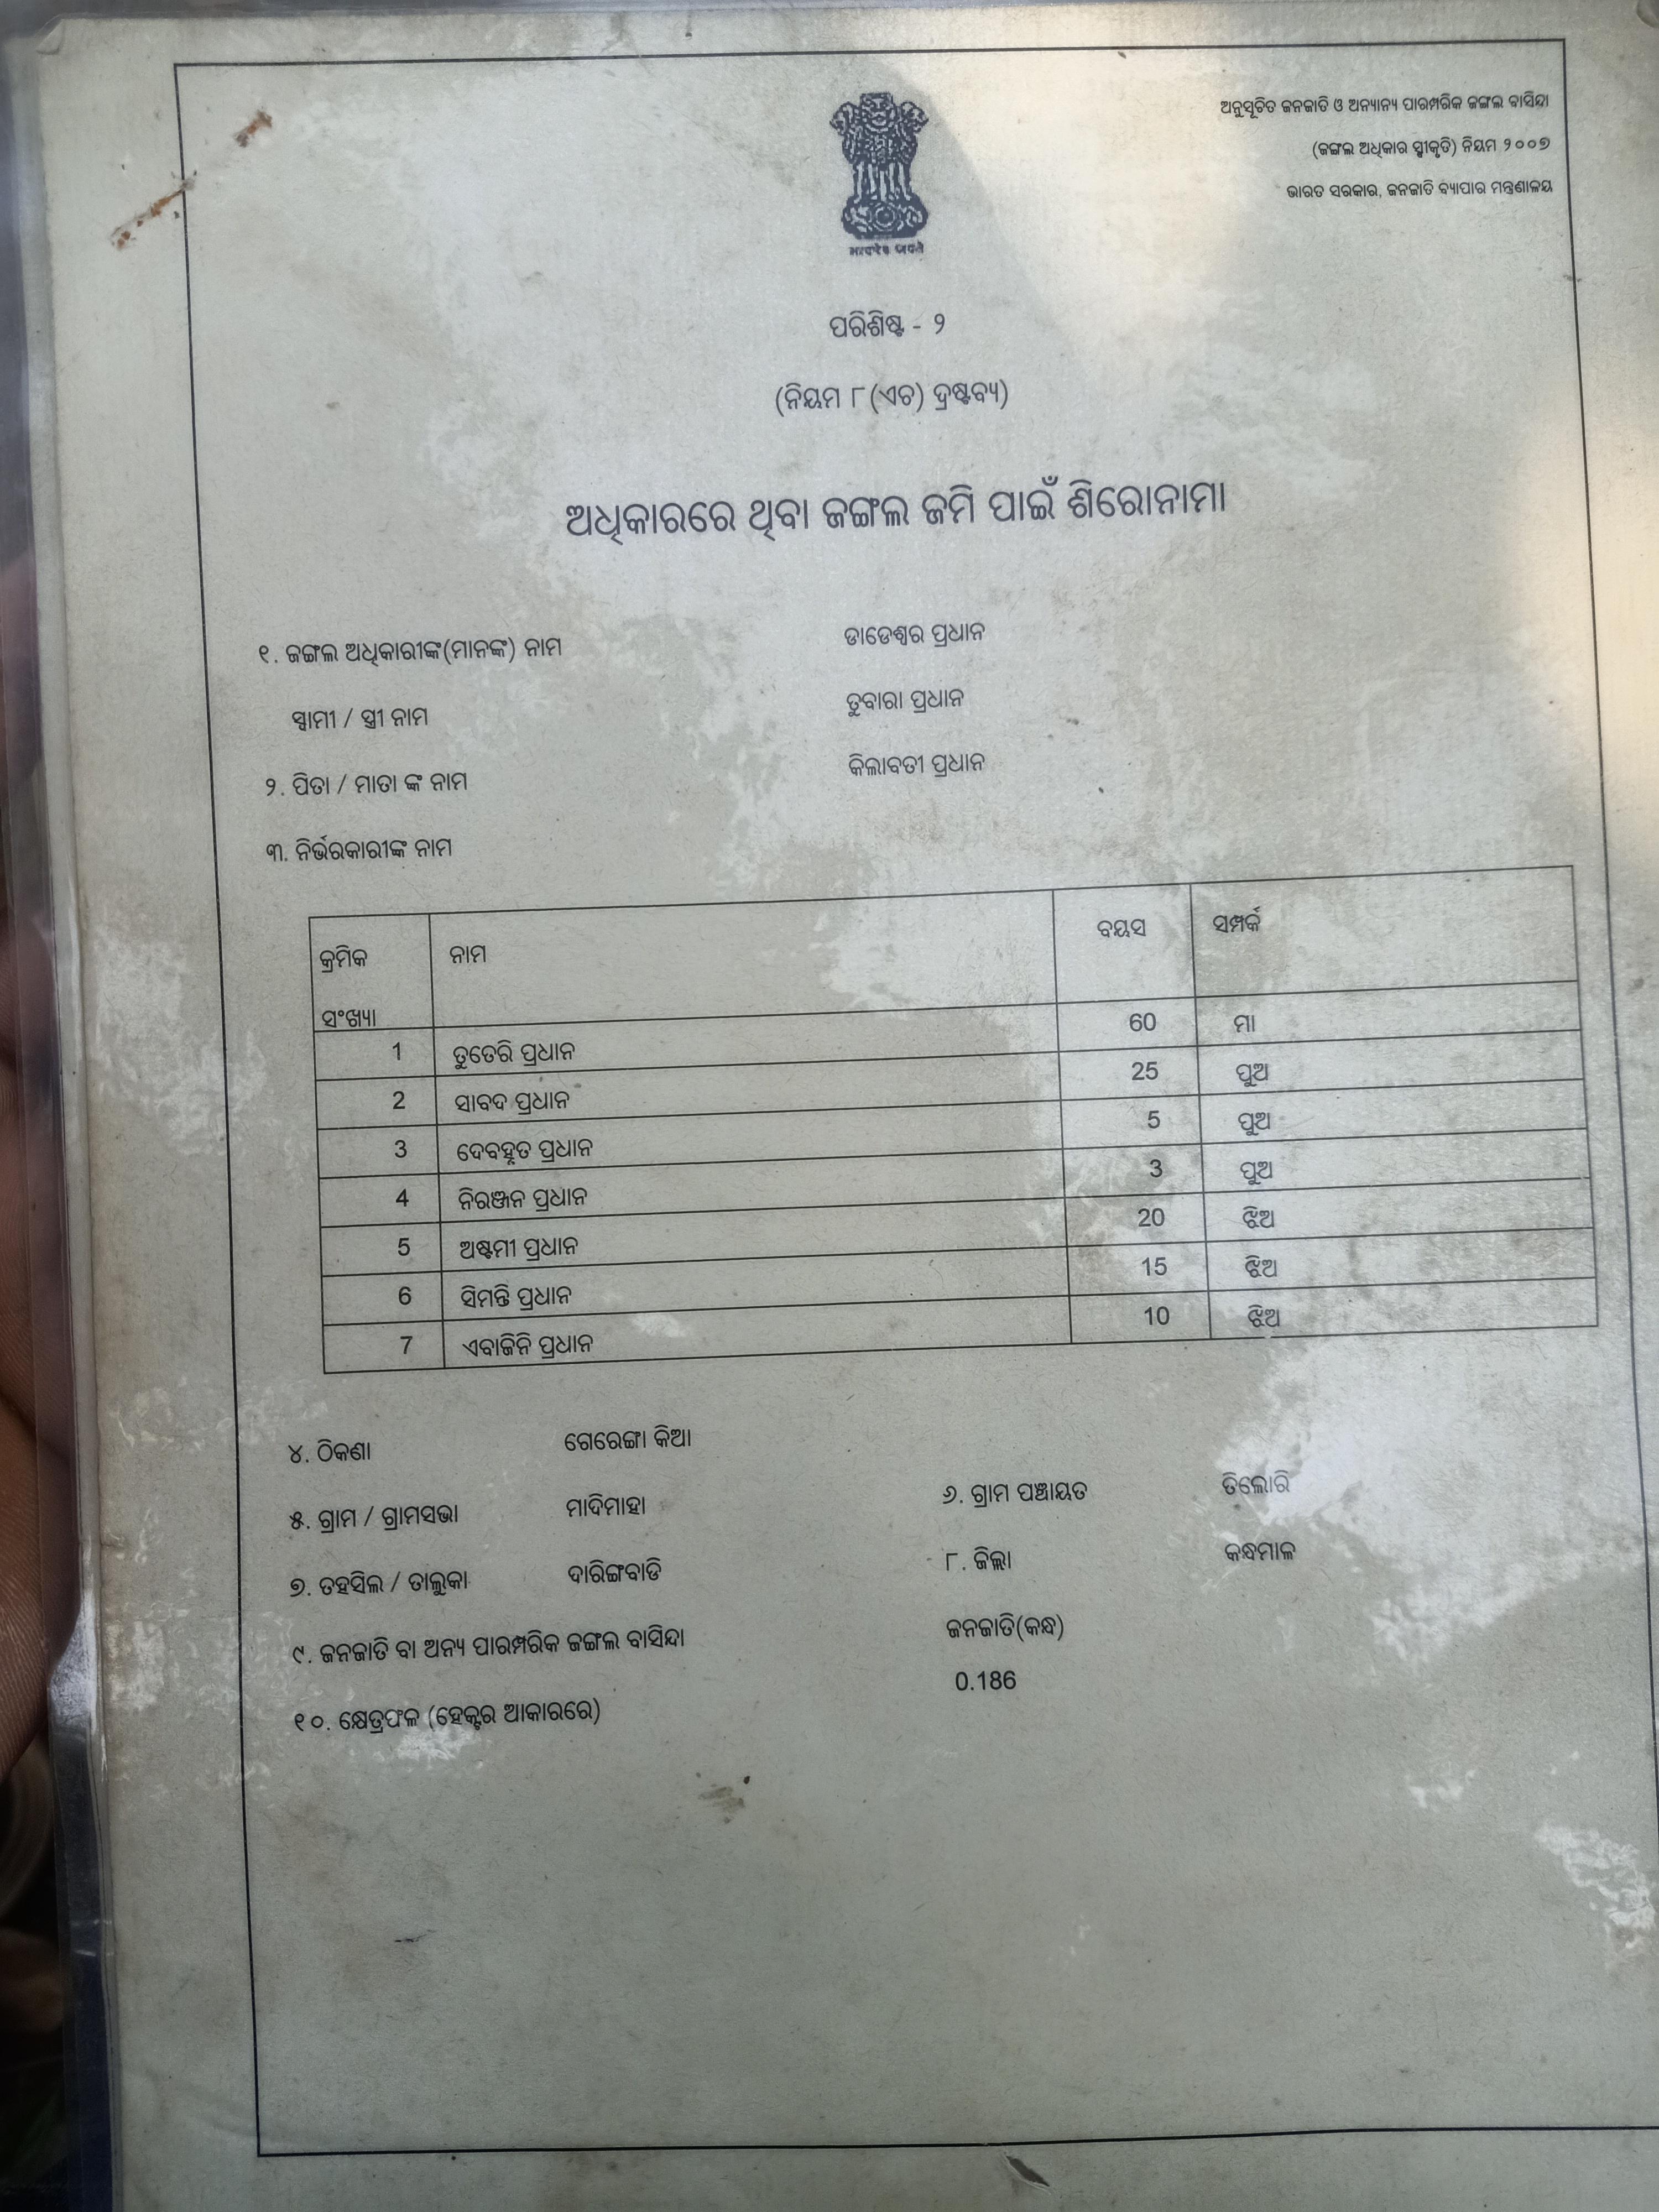 ଅନୁସୂଚିତ ଜନଜାତି ଓ ଅନ୍ୟାନ୍ୟ ପାରମ୍ପରିକ ଜଙ୍ଗଲ ବାସିନ୍ଦା
(ଜଙ୍ଗଲ ଅଧିକାର ସ୍ବୀକୃତି) ନିୟମ ୨୦୦୭
ଭାରତ ସରକାର, ଜନଜାତି ବ୍ୟାପାର ମନ୍ତ୍ରଣାଳୟ
ପରିଶିଷ୍ଟ - ୨
(ନିୟମ ୮(ଏଚ) ଦ୍ରଷ୍ଟବ୍ୟ)
ଅଧିକାରରେ ଥିବା ଜଙ୍ଗଲ ଜମି ପାଇଁ ଶିରୋନାମା
୧. ଜଙ୍ଗଲ ଅଧିକାରୀଙ୍କ(ମାନଙ୍କ) ନାମ ଡାଡେଶ୍ୱର ପ୍ରଧାନ
ସ୍ୱାମୀ / ସ୍ତ୍ରୀ ନାମ ତୁବାରା ପ୍ରଧାନ
୨. ପିତା / ମାତା ଙ୍କ ନାମ କିଲାବତୀ ପ୍ରଧାନ
୩. ନିର୍ଭରକାରୀଙ୍କ ନାମ
କ୍ରମିକ ସଂଖ୍ୟା ନାମ ବୟସ ସମ୍ପର୍କ
1 ତୁତେରି ପ୍ରଧାନ 60 ମା
2 ସାବଦ ପ୍ରଧାନ 25 ପୁଅ
3 ଦେବହୂତ ପ୍ରଧାନ 5 ପୁଅ
4 ନିରଞ୍ଜନ ପ୍ରଧାନ 3 ପୁଅ
5 ଅଷ୍ଟମୀ ପ୍ରଧାନ 20 ଝିଅ
6 ସିମନ୍ତି ପ୍ରଧାନ 15 ଝିଅ
7 ଏବାଜିନି ପ୍ରଧାନ 10 ଝିଅ
୪. ଠିକଣା ଗେରେଙ୍ଗା କିଆ
୫. ଗ୍ରାମ / ଗ୍ରାମସଭା ମାଦିମାହା ୬. ଗ୍ରାମ ପଞ୍ଚାୟତ ତିଲୋରି
୭. ତହସିଲ / ତାଲୁକା ଦାରିଙ୍ଗବାଡି ୮. ଜିଲ୍ଲା କନ୍ଧମାଳ
୯. ଜନଜାତି ବା ଅନ୍ୟ ପାରମ୍ପରିକ ଜଙ୍ଗଲ ବାସିନ୍ଦା ଜନଜାତି(କନ୍ଧ)
୧୦. କ୍ଷେତ୍ରଫଳ (ହେକ୍ଟର ଆକାରରେ) 0.186